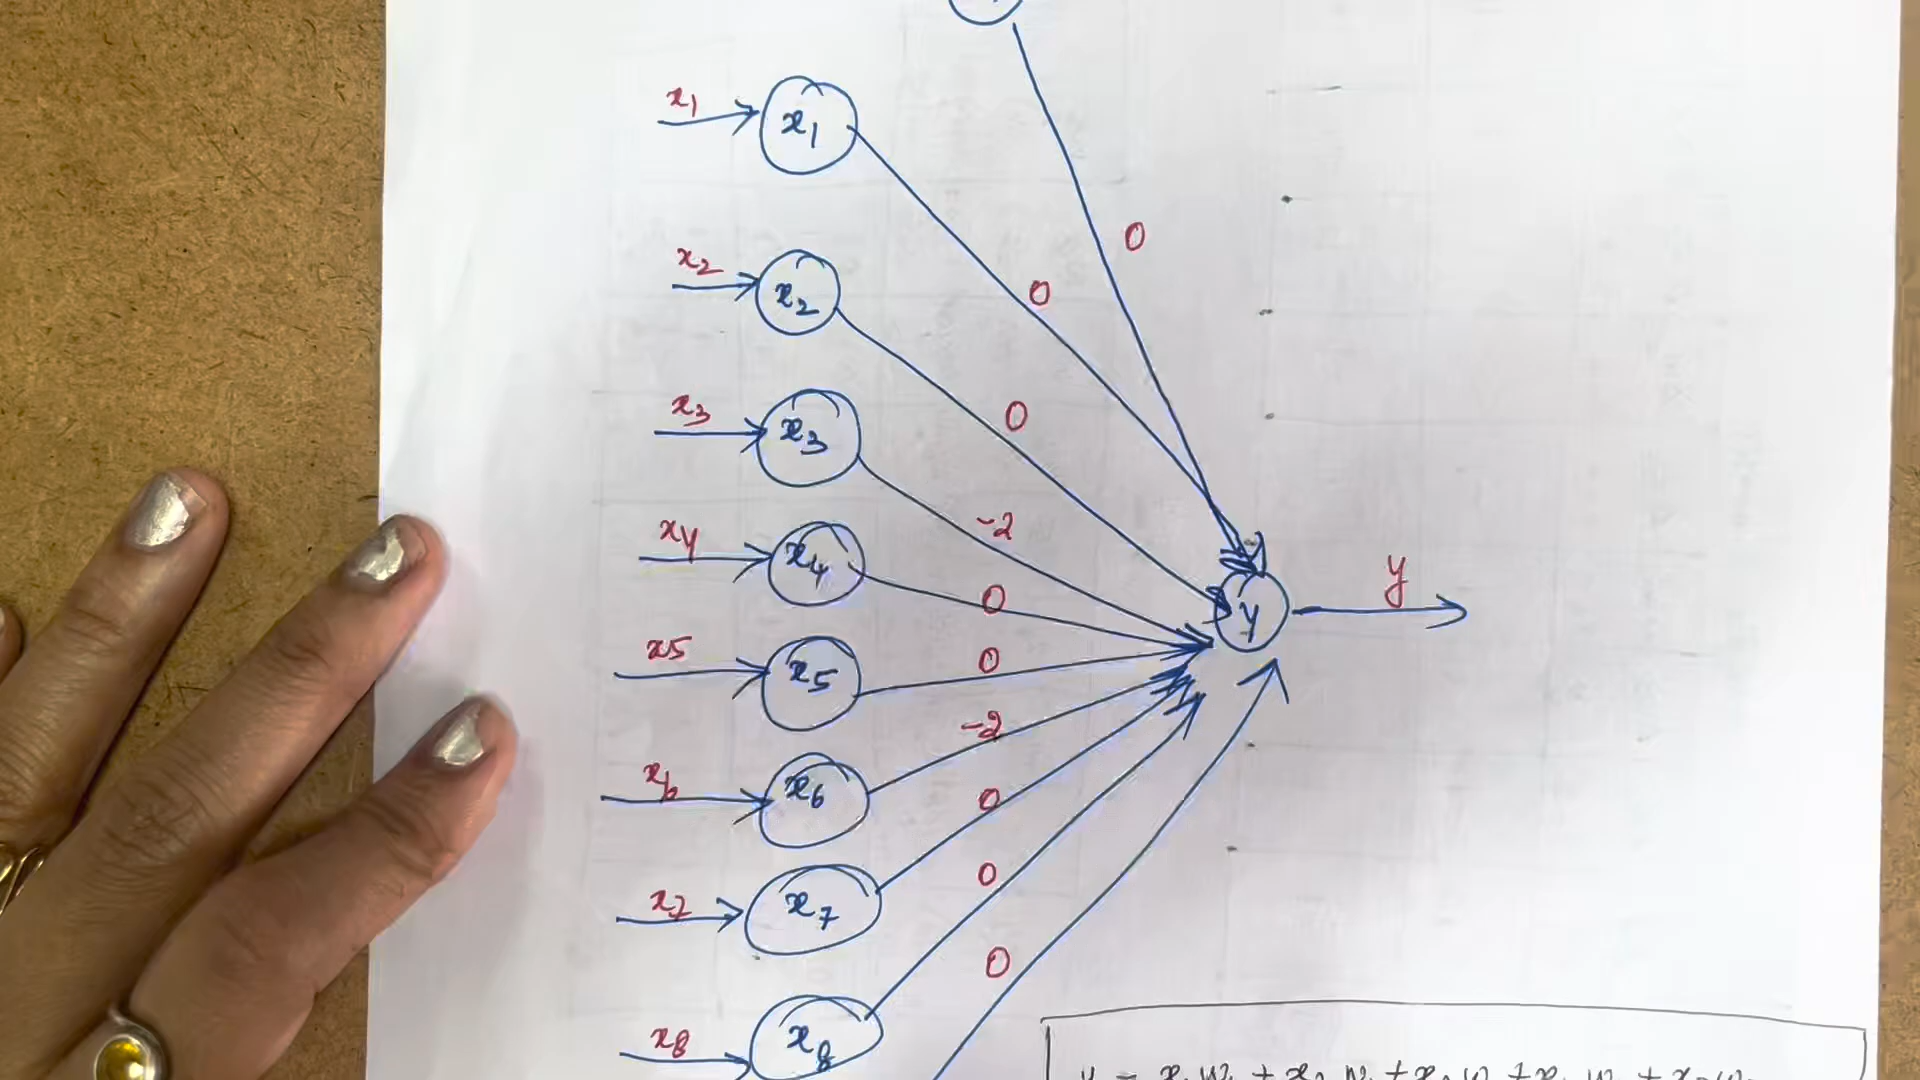 x1 x1 0
0
x2 x2
0
x3 x3
-2
x4 x4 0
y y
x5 x5 0
-2
x6 x6
0
x7 x7
0
0
x8 x8